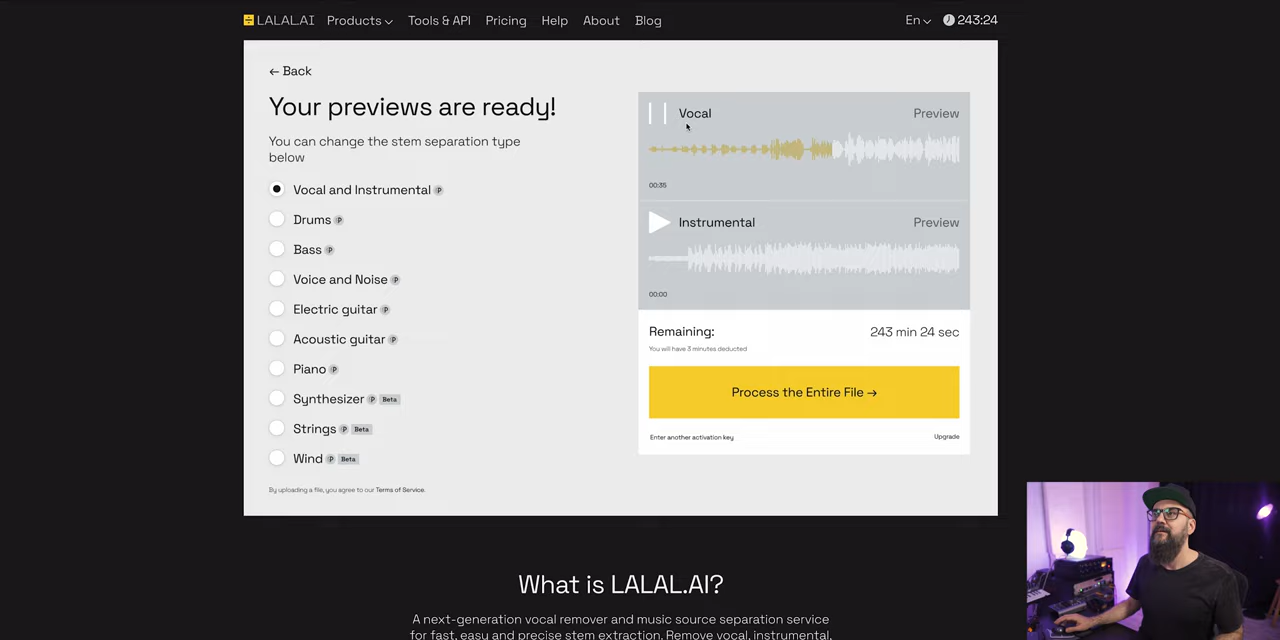 LALAL.AI Products Tools & API Pricing Help About Blog En 243:24
← Back
Your previews are ready!
You can change the stem separation type
below
Vocal and Instrumental P
Drums P
Bass P
Voice and Noise P
Electric guitar P
Acoustic guitar P
Piano P
Synthesizer P Beta
Strings P Beta
Wind P Beta
By uploading a file, you agree to our Terms of Service.
Vocal Preview
00:35
Instrumental Preview
00:00
Remaining: 243 min 24 sec
You will have 3 minutes deducted
Process the Entire File →
Enter another activation key Upgrade
What is LALAL.AI?
A next-generation vocal remover and music source separation service
for fast, easy and precise stem extraction. Remove vocal, instrumental,